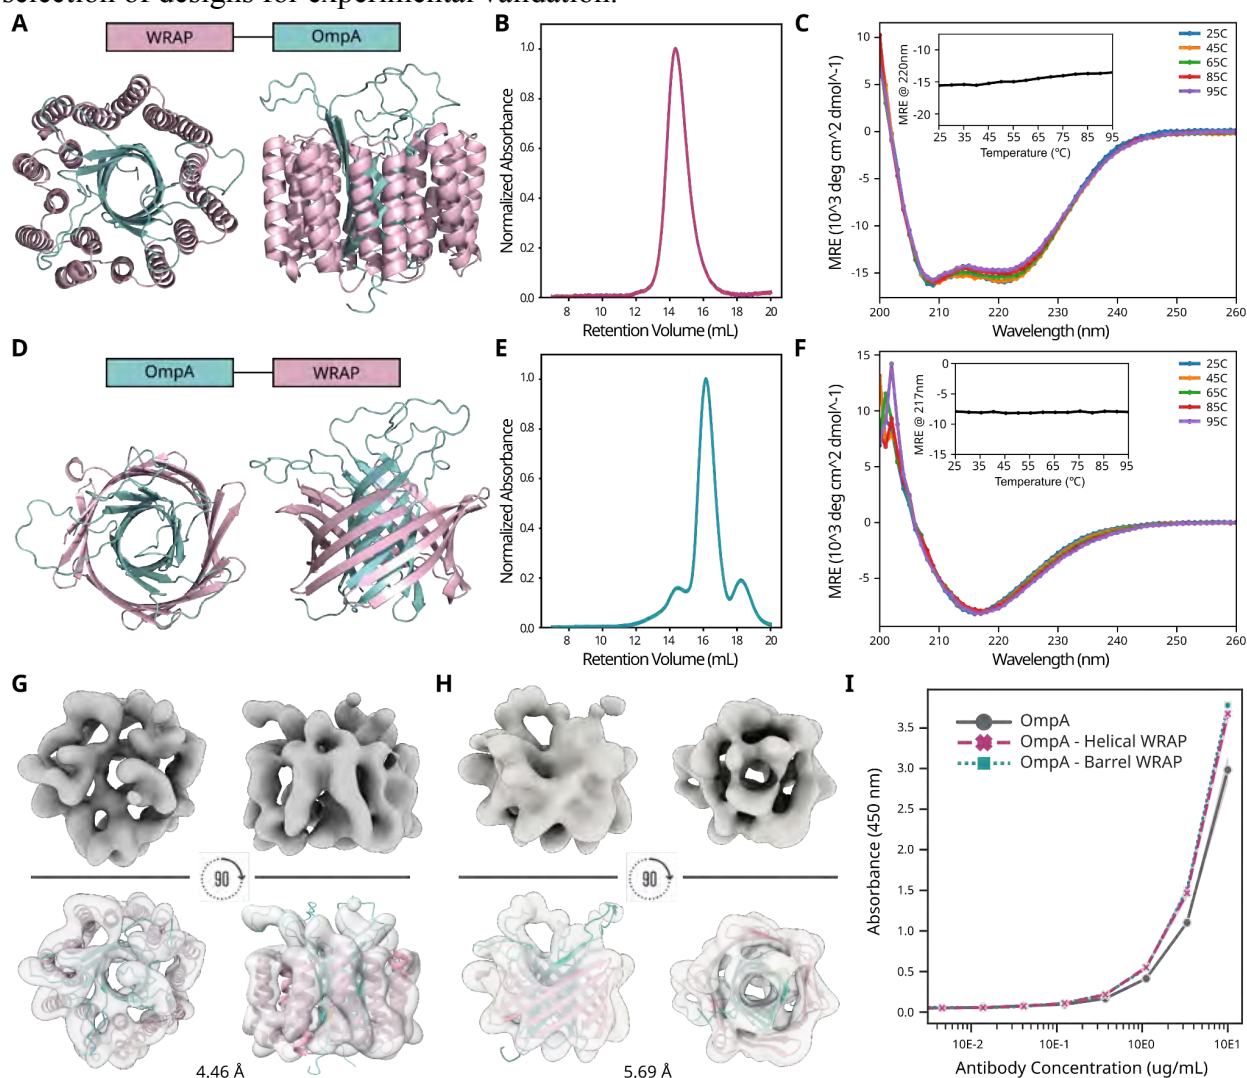 selection of designs for experimental validation.
A
WRAP
OmpA
B
Normalized Absorbance
1.0
0.8
0.6
0.4
0.2
0.0
8 10 12 14 16 18 20
Retention Volume (mL)
C
MRE (10^3 deg cm^2 dmol^-1)
10
5
0
-5
-10
-15
MRE @ 220nm
-10
-15
-20
25 35 45 55 65 75 85 95
Temperature (°C)
25C
45C
65C
85C
95C
200 210 220 230 240 250 260
Wavelength (nm)
D
OmpA
WRAP
E
Normalized Absorbance
1.0
0.8
0.6
0.4
0.2
0.0
8 10 12 14 16 18 20
Retention Volume (mL)
F
MRE (10^3 deg cm^2 dmol^-1)
15
10
5
0
-5
MRE @ 217nm
0
-5
-10
-15
25 35 45 55 65 75 85 95
Temperature (°C)
25C
45C
65C
85C
95C
200 210 220 230 240 250 260
Wavelength (nm)
G
90
4.46 Å
H
90
5.69 Å
I
OmpA
OmpA - Helical WRAP
OmpA - Barrel WRAP
Absorbance (450 nm)
3.5
3.0
2.5
2.0
1.5
1.0
0.5
0.0
10E-2 10E-1 10E0 10E1
Antibody Concentration (ug/mL)